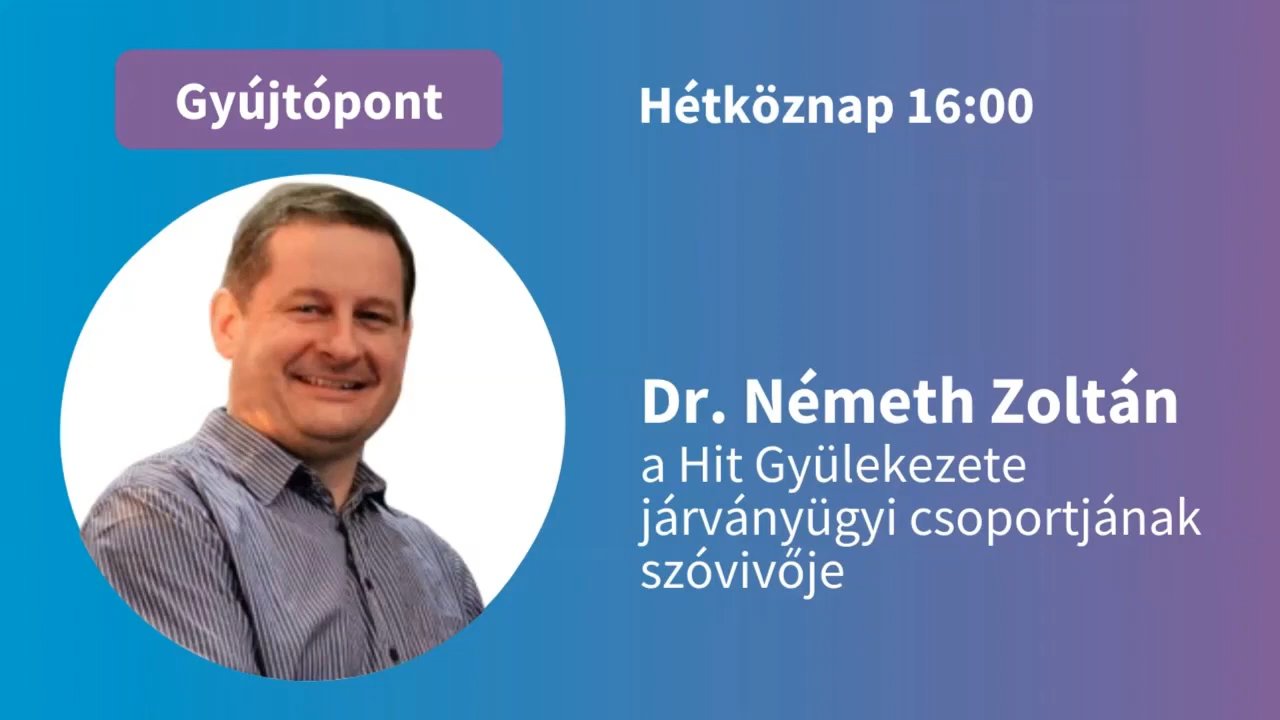 Gyújtópont
Hétköznap 16:00
Dr. Németh Zoltán
a Hit Gyülekezete
járványügyi csoportjának
szóvivője